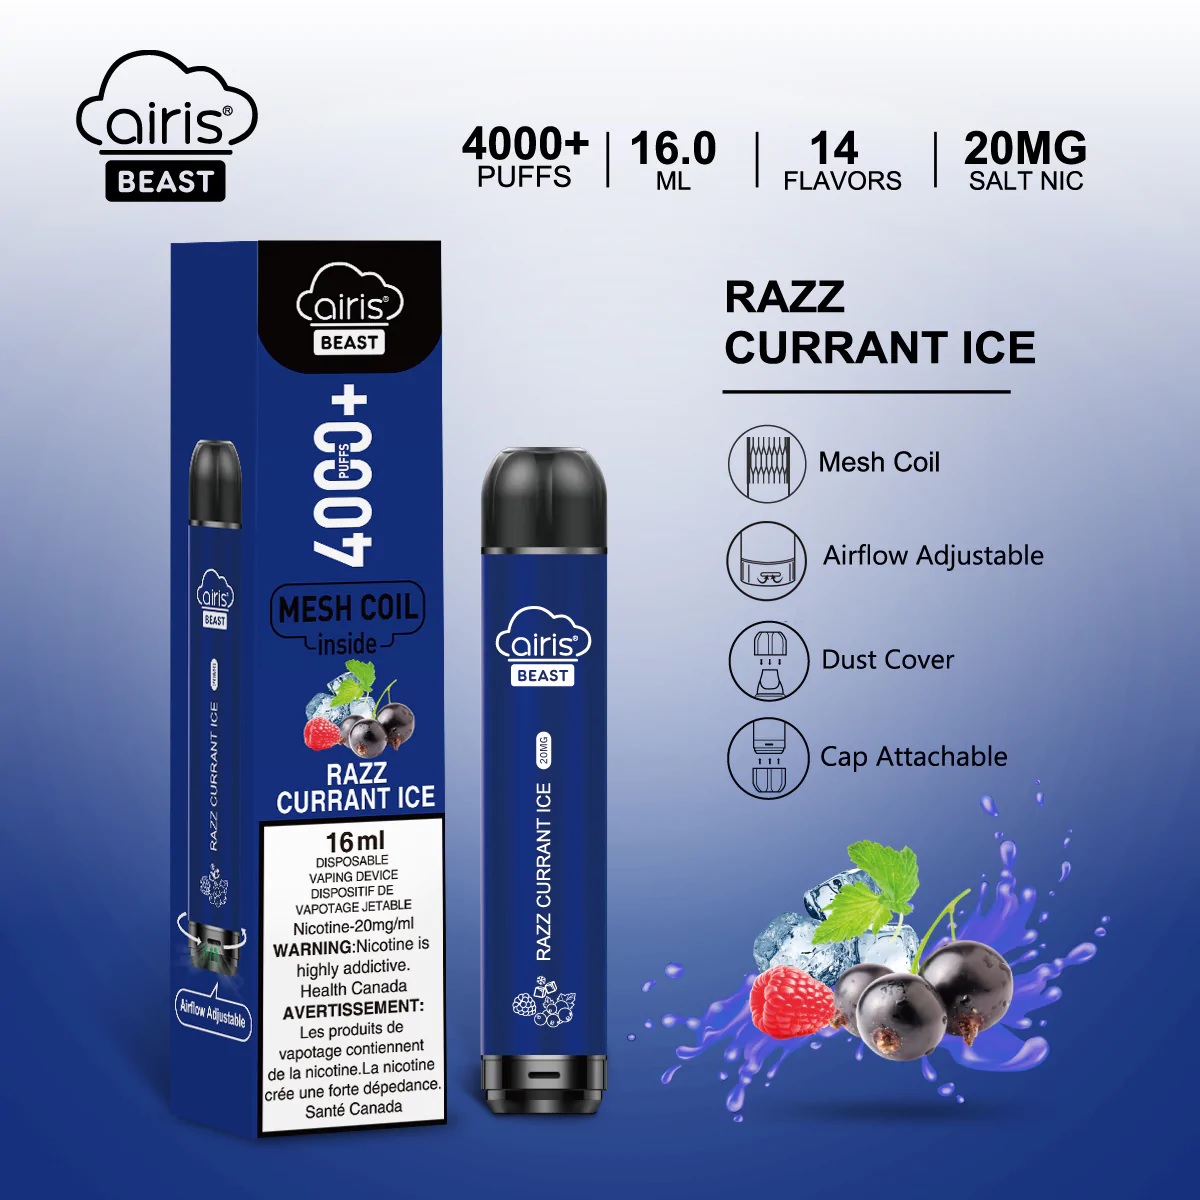 airis®
BEAST
4000+
PUFFS
16.0
ML
14
FLAVORS
20MG
SALT NIC
RAZZ
CURRANT ICE
Mesh Coil
Airflow Adjustable
Dust Cover
Cap Attachable
airis®
BEAST
4000+
PUFFS
MESH COIL
inside
RAZZ
CURRANT ICE
16ml
DISPOSABLE
VAPING DEVICE
DISPOSITIF DE
VAPOTAGE JETABLE
Nicotine-20mg/ml
WARNING:Nicotine is
highly addictive.
Health Canada
AVERTISSEMENT:
Les produits de
vapotage contiennent
de la nicotine.La nicotine
crée une forte dépedance.
Santé Canada
airis®
BEAST
RAZZ CURRANT ICE
Airflow Adjustable
airis®
BEAST
20MG
RAZZ CURRANT ICE